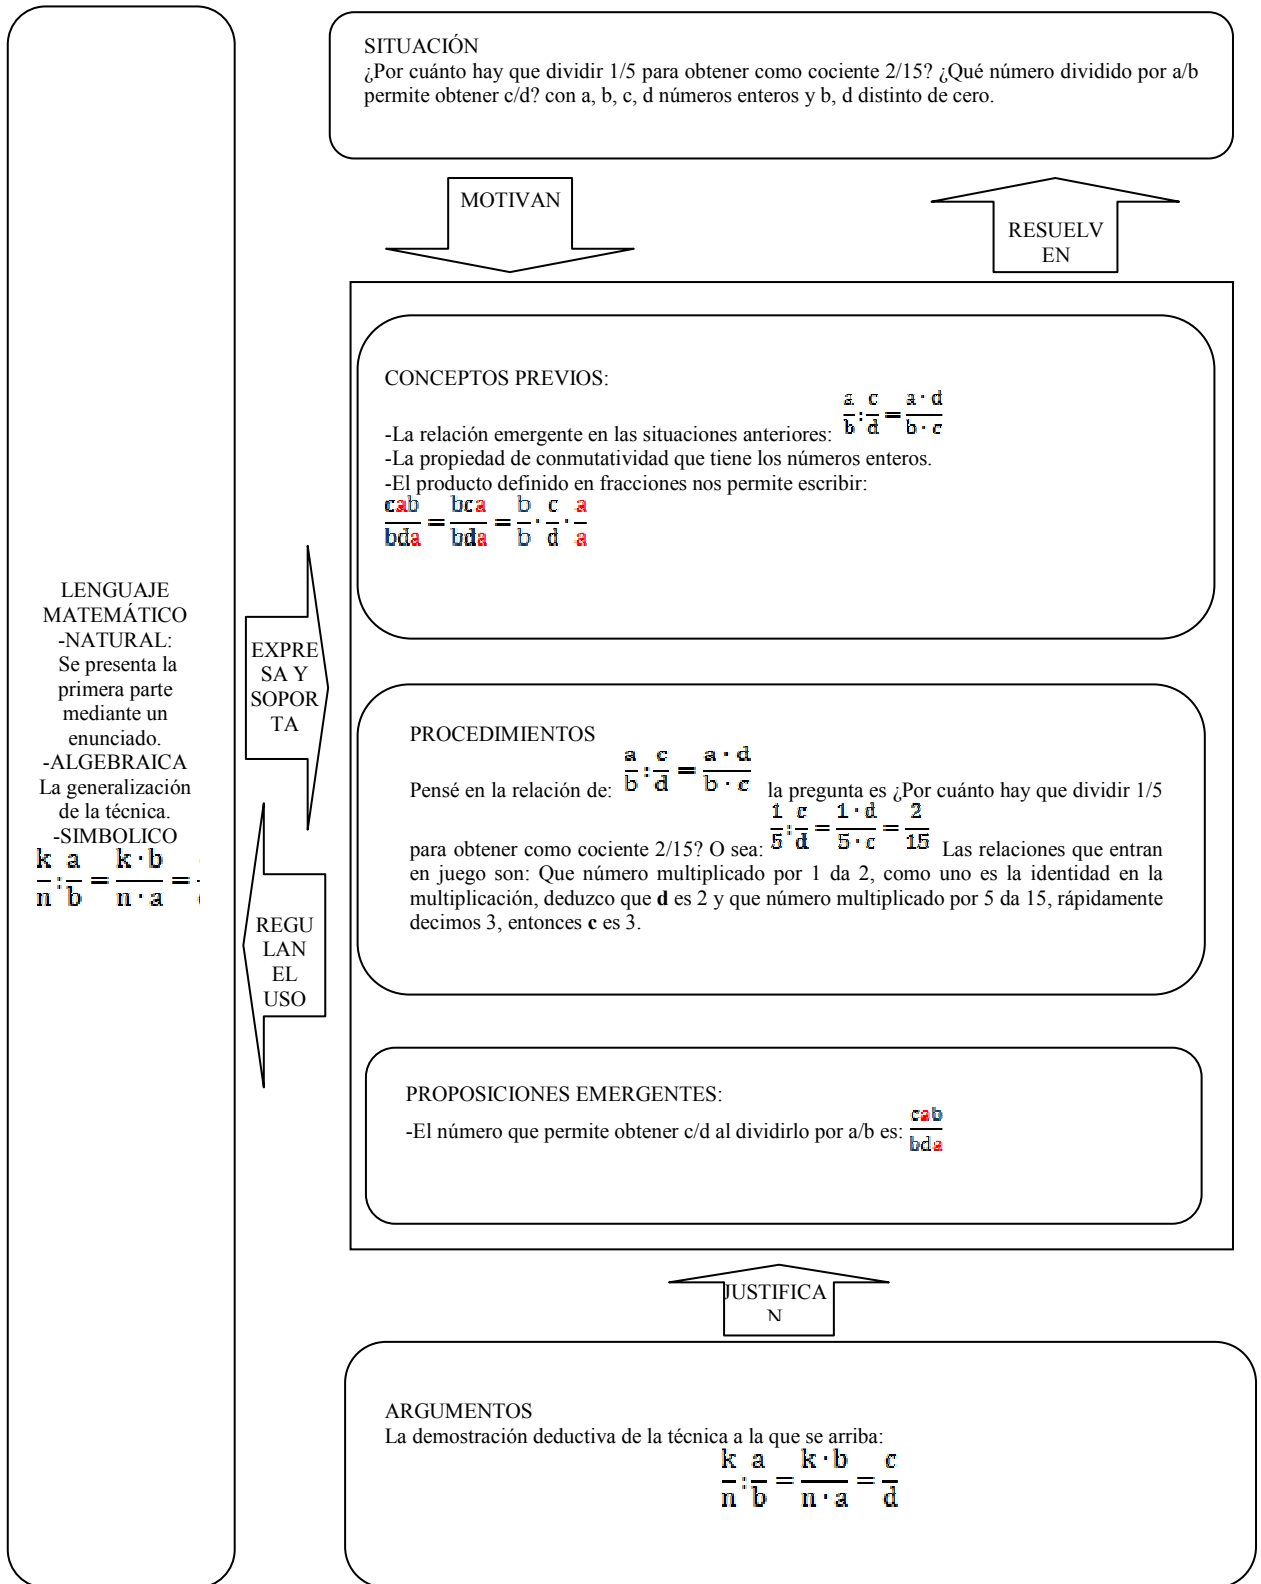 SITUACIÓN
¿Por cuánto hay que dividir 1/5 para obtener como cociente 2/15? ¿Qué número dividido por a/b
permite obtener c/d? con a, b, c, d números enteros y b, d distinto de cero.
MOTIVAN
RESUELV
EN
CONCEPTOS PREVIOS:
-La relación emergente en las situaciones anteriores: a/b : c/d = a · d / b · c
-La propiedad de conmutatividad que tiene los números enteros.
-El producto definido en fracciones nos permite escribir:
cab/bda = bca/bda = b/b · c/d · a/a
LENGUAJE
MATEMÁTICO
-NATURAL:
Se presenta la
primera parte
mediante un
enunciado.
-ALGEBRAICA
La generalización
de la técnica.
-SIMBOLICO
k/n : a/b = k · b / n · a =
EXPRE
SA Y
SOPOR
TA
REGU
LAN
EL
USO
PROCEDIMIENTOS
Pensé en la relación de: a/b : c/d = a · d / b · c la pregunta es ¿Por cuánto hay que dividir 1/5
para obtener como cociente 2/15? O sea: 1/5 : c/d = 1 · d / 5 · c = 2/15 Las relaciones que entran
en juego son: Que número multiplicado por 1 da 2, como uno es la identidad en la
multiplicación, deduzco que d es 2 y que número multiplicado por 5 da 15, rápidamente
decimos 3, entonces c es 3.
PROPOSICIONES EMERGENTES:
-El número que permite obtener c/d al dividirlo por a/b es: cab/bda
JUSTIFICA
N
ARGUMENTOS
La demostración deductiva de la técnica a la que se arriba:
k/n : a/b = k · b / n · a = c/d